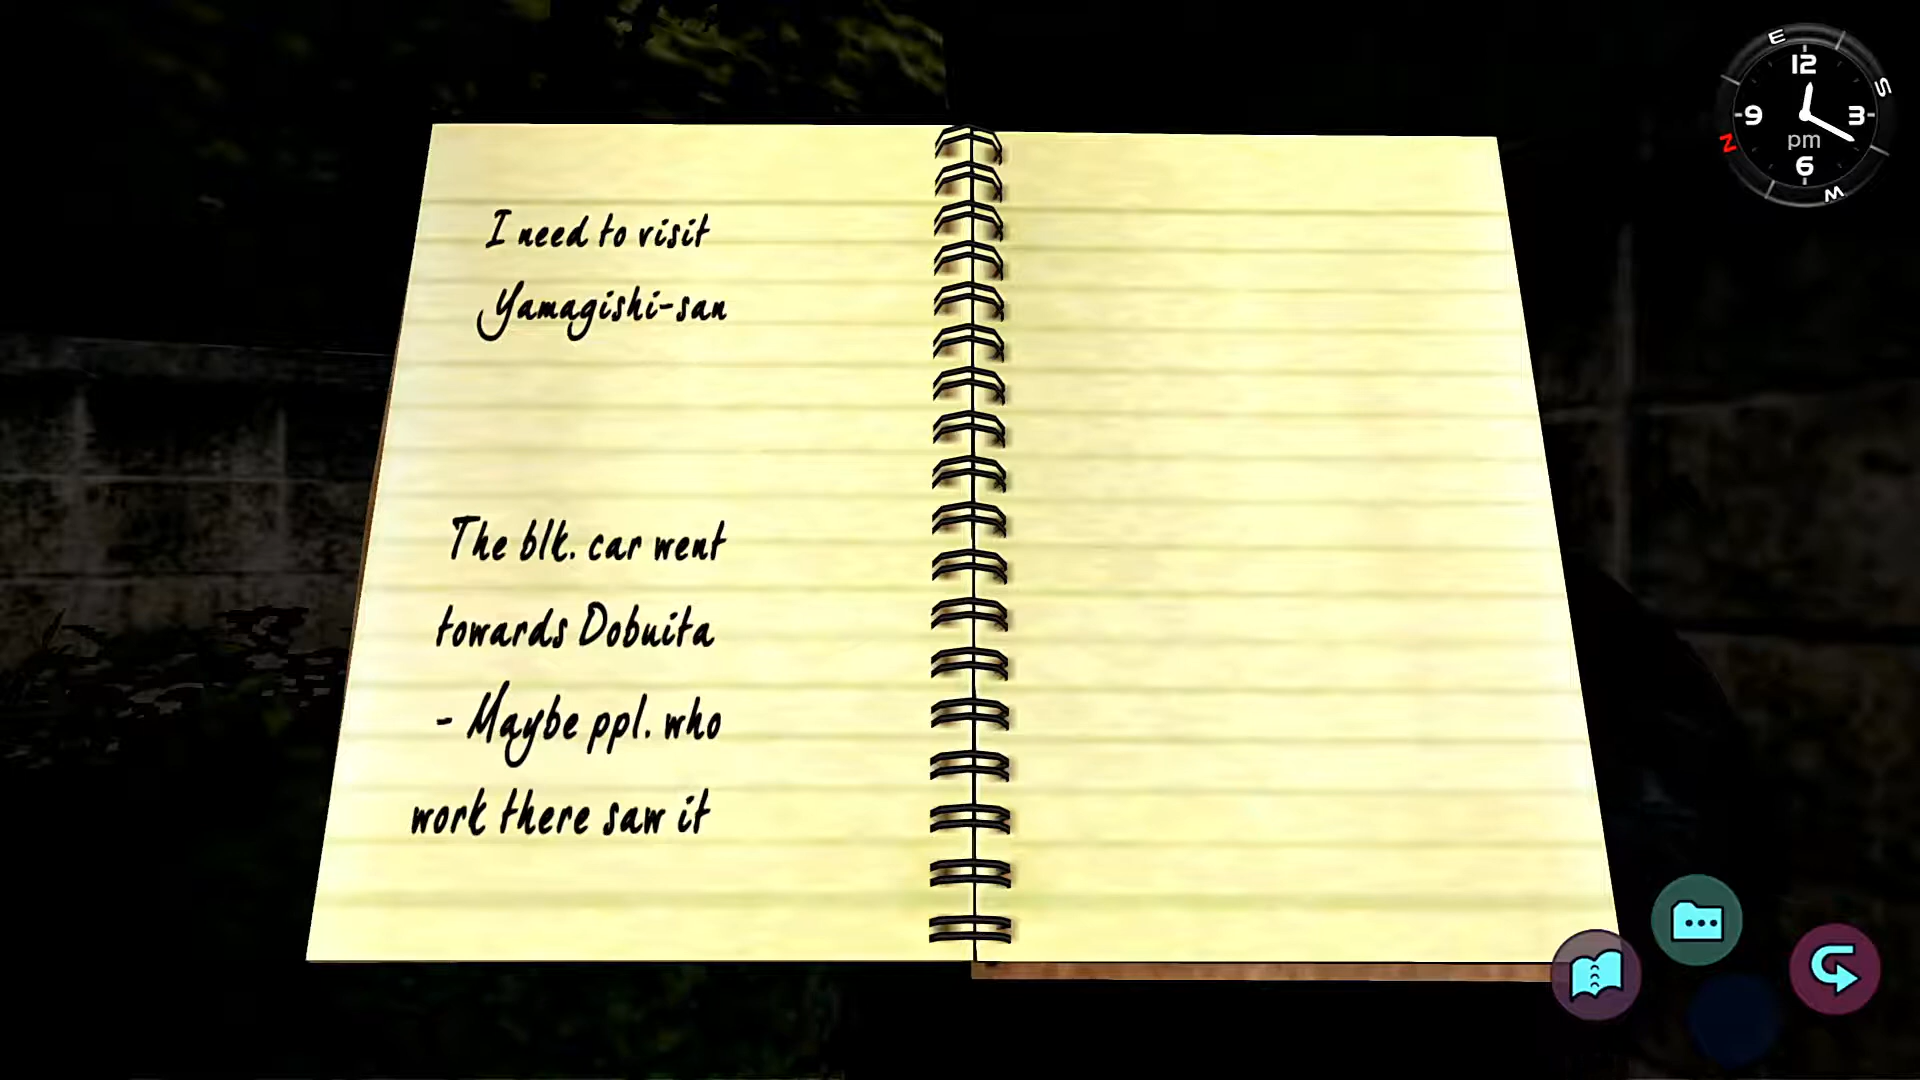 I need to visit
Yamagishi-san
The blk. car went
towards Dobuita
- Maybe ppl. who
work there saw it
E
S
W
N
12
3
6
9
pm